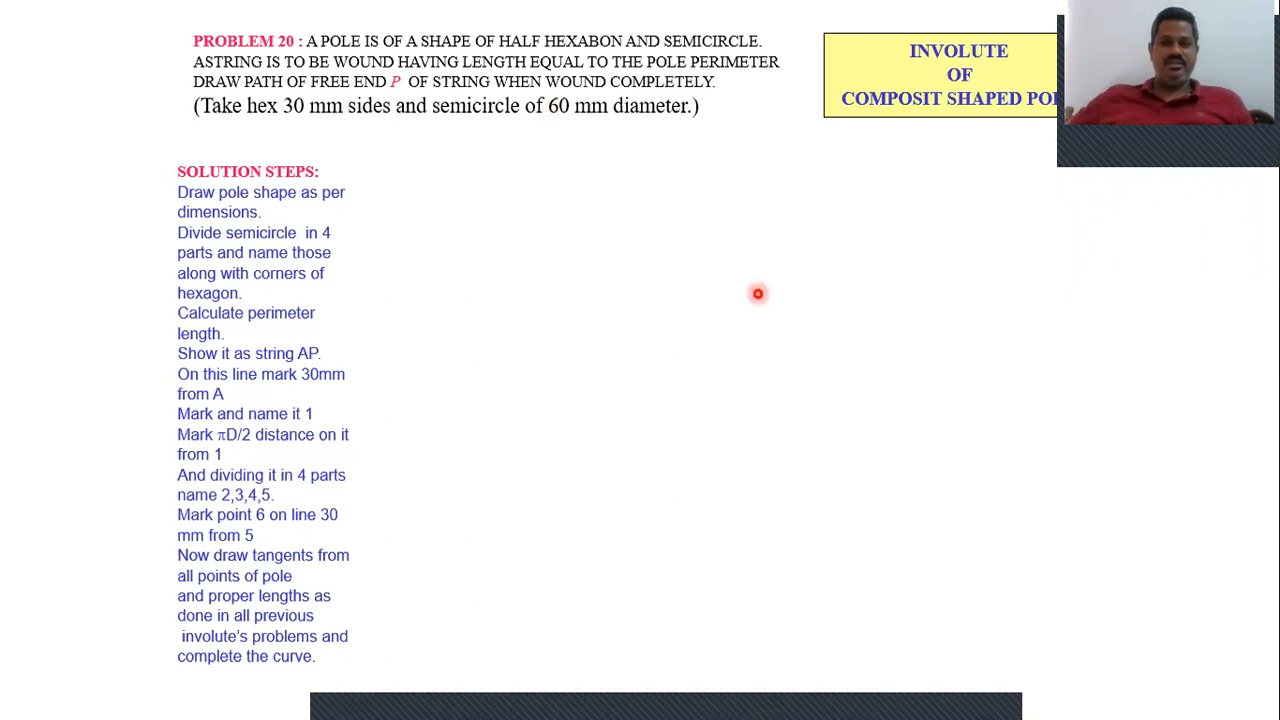 PROBLEM 20 : A POLE IS OF A SHAPE OF HALF HEXABON AND SEMICIRCLE.
ASTRING IS TO BE WOUND HAVING LENGTH EQUAL TO THE POLE PERIMETER
DRAW PATH OF FREE END P OF STRING WHEN WOUND COMPLETELY.
(Take hex 30 mm sides and semicircle of 60 mm diameter.)
INVOLUTE
OF
COMPOSIT SHAPED
SOLUTION STEPS:
Draw pole shape as per
dimensions.
Divide semicircle in 4
parts and name those
along with corners of
hexagon.
Calculate perimeter
length.
Show it as string AP.
On this line mark 30mm
from A
Mark and name it 1
Mark πD/2 distance on it
from 1
And dividing it in 4 parts
name 2,3,4,5.
Mark point 6 on line 30
mm from 5
Now draw tangents from
all points of pole
and proper lengths as
done in all previous
involute's problems and
complete the curve.